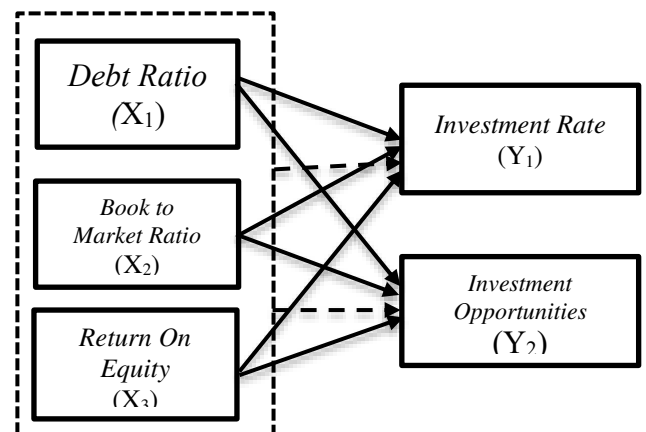 Debt Ratio
(X₁)
Book to
Market Ratio
(X₂)
Return On
Equity
(X₃)
Investment Rate
(Y₁)
Investment
Opportunities
(Y₂)